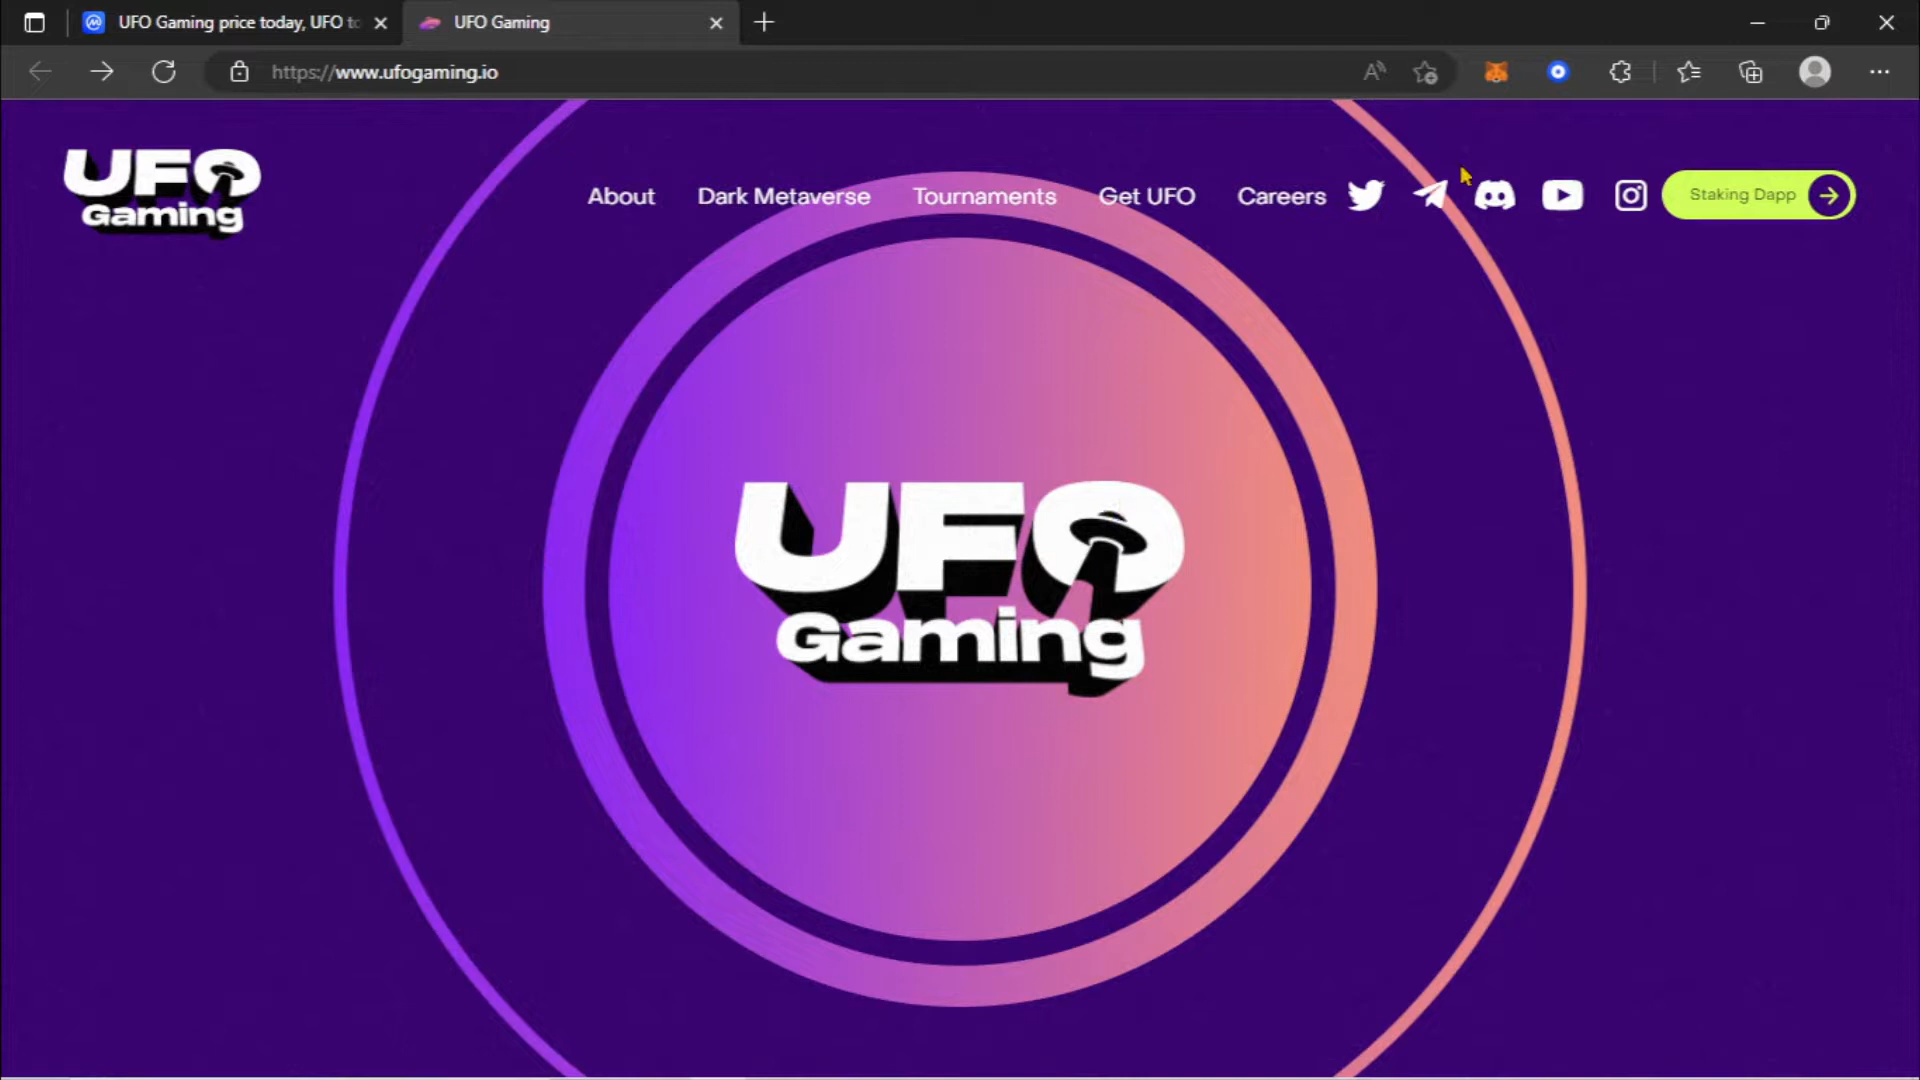 UFO Gaming price today, UFO to
UFO Gaming
https://www.ufogaming.io
UFO
Gaming
About
Dark Metaverse
Tournaments
Get UFO
Careers
Staking Dapp
UFO
Gaming